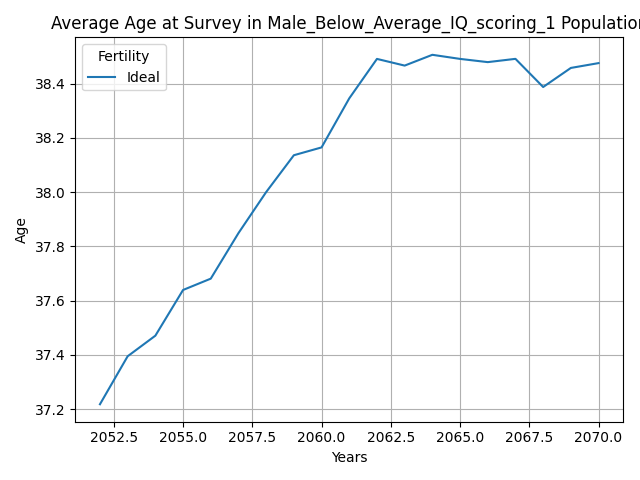 Average Age at Survey in Male_Below_Average_IQ_scoring_1 Population
Fertility
Ideal
38.4
38.2
38.0
37.8
37.6
37.4
37.2
Age
2052.5 2055.0 2057.5 2060.0 2062.5 2065.0 2067.5 2070.0
Years